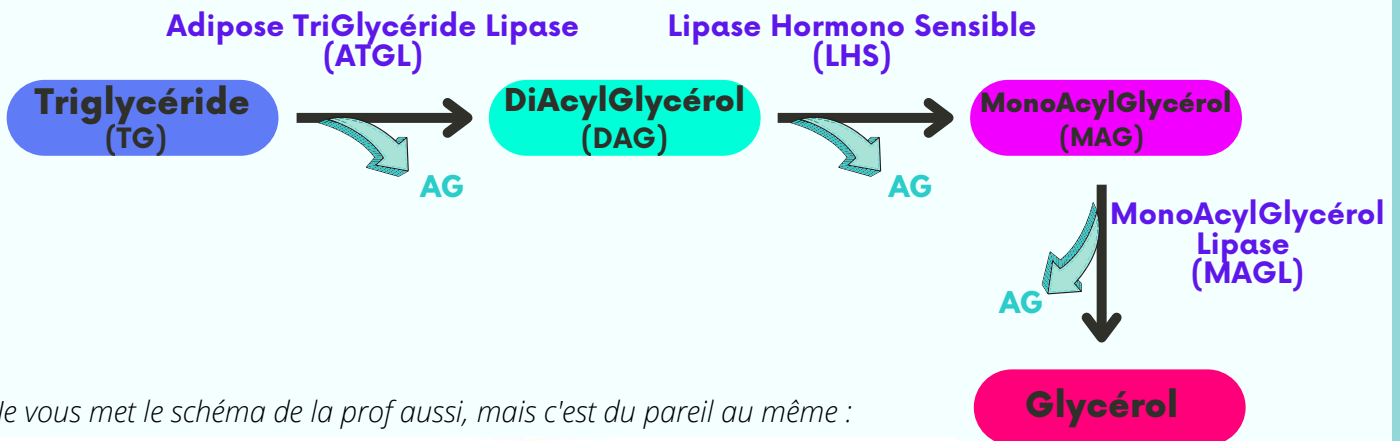 Adipose TriGlycéride Lipase
(ATGL)
Lipase Hormono Sensible
(LHS)
Triglycéride
(TG)
DiAcylGlycérol
(DAG)
MonoAcylGlycérol
(MAG)
AG
AG
MonoAcylGlycérol
Lipase
(MAGL)
AG
Glycérol
Je vous met le schéma de la prof aussi, mais c'est du pareil au même :